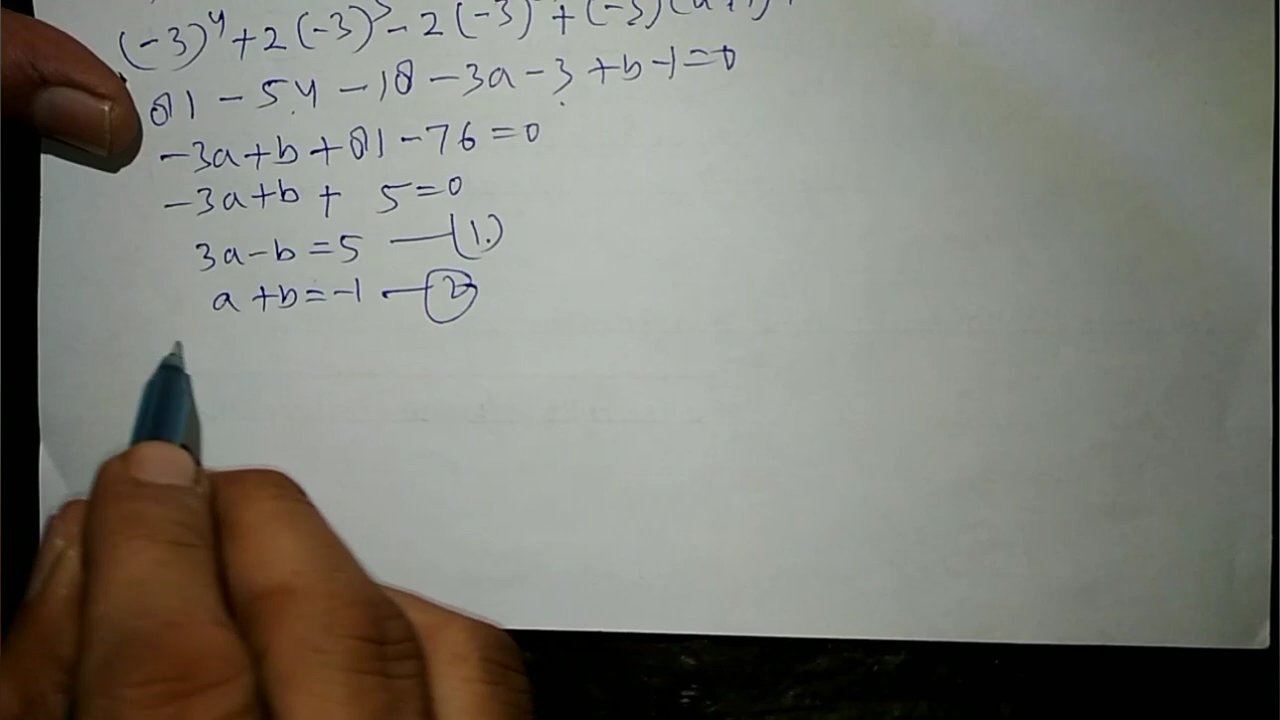 (-3)^4 + 2(-3)^3 - 2(-3) + (-3)(a+1)
81 - 54 - 18 - 3a - 3 + b - 1 = 0
-3a + b + 81 - 76 = 0
-3a + b + 5 = 0
3a - b = 5 — (1.)
a + b = -1 — (2)